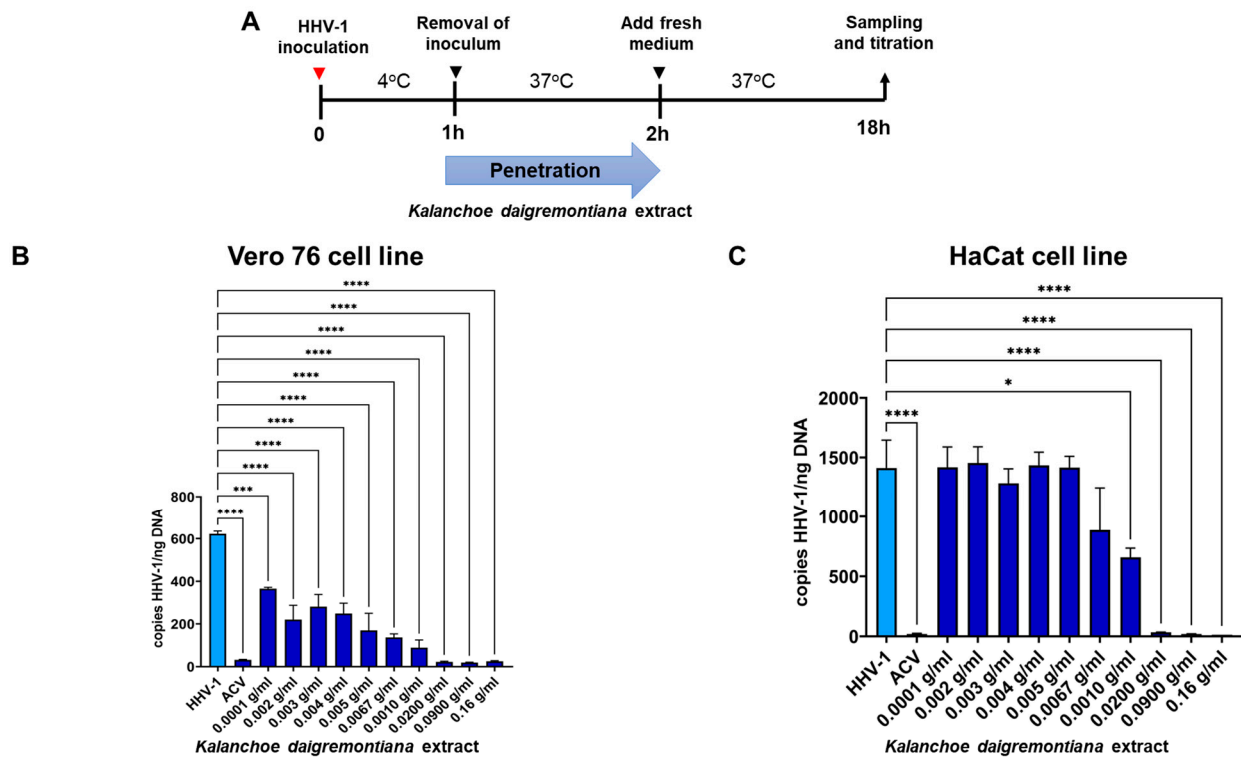 A
HHV-1
inoculation
Removal of
inoculum
Add fresh
medium
Sampling
and titration
4°C
37°C
37°C
0
1h
2h
18h
Penetration
Kalanchoe daigremontiana extract
B
Vero 76 cell line
****
****
****
****
****
****
****
****
****
***
****
copies HHV-1/ng DNA
800
600
400
200
0
HHV-1
ACV
0.0001 g/ml
0.002 g/ml
0.003 g/ml
0.004 g/ml
0.005 g/ml
0.0067 g/ml
0.0010 g/ml
0.0200 g/ml
0.0900 g/ml
0.16 g/ml
Kalanchoe daigremontiana extract
C
HaCat cell line
****
****
****
*
****
copies HHV-1/ng DNA
2000
1500
1000
500
0
HHV-1
ACV
0.0001 g/ml
0.002 g/ml
0.003 g/ml
0.004 g/ml
0.005 g/ml
0.0067 g/ml
0.0010 g/ml
0.0200 g/ml
0.0900 g/ml
0.16 g/ml
Kalanchoe daigremontiana extract